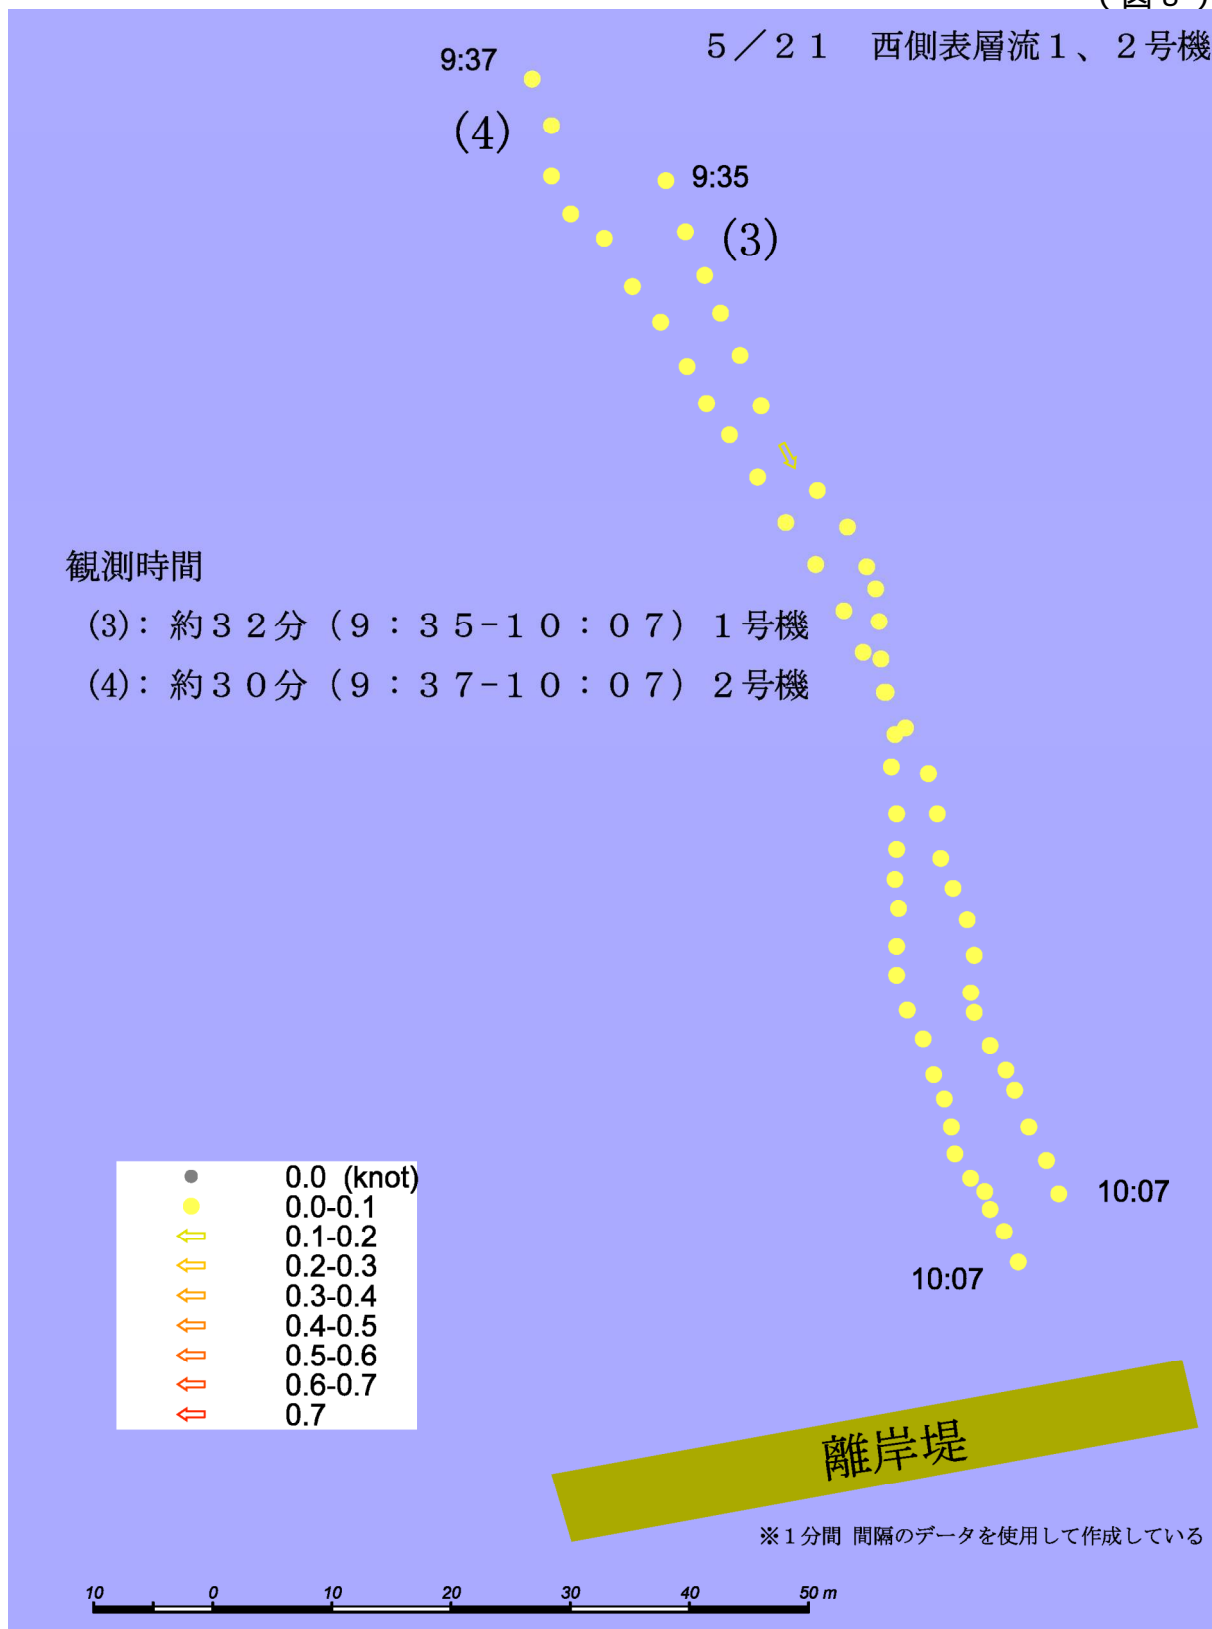 ５／２１　西側表層流１、２号機
9:37
(4)
9:35
(3)
観測時間
(3)：約３２分（９：３５−１０：０７）１号機
(4)：約３０分（９：３７−１０：０７）２号機
0.0 (knot)
0.0-0.1
0.1-0.2
0.2-0.3
0.3-0.4
0.4-0.5
0.5-0.6
0.6-0.7
0.7
10:07
10:07
離岸堤
※１分間 間隔のデータを使用して作成している
10 0 10 20 30 40 50 m